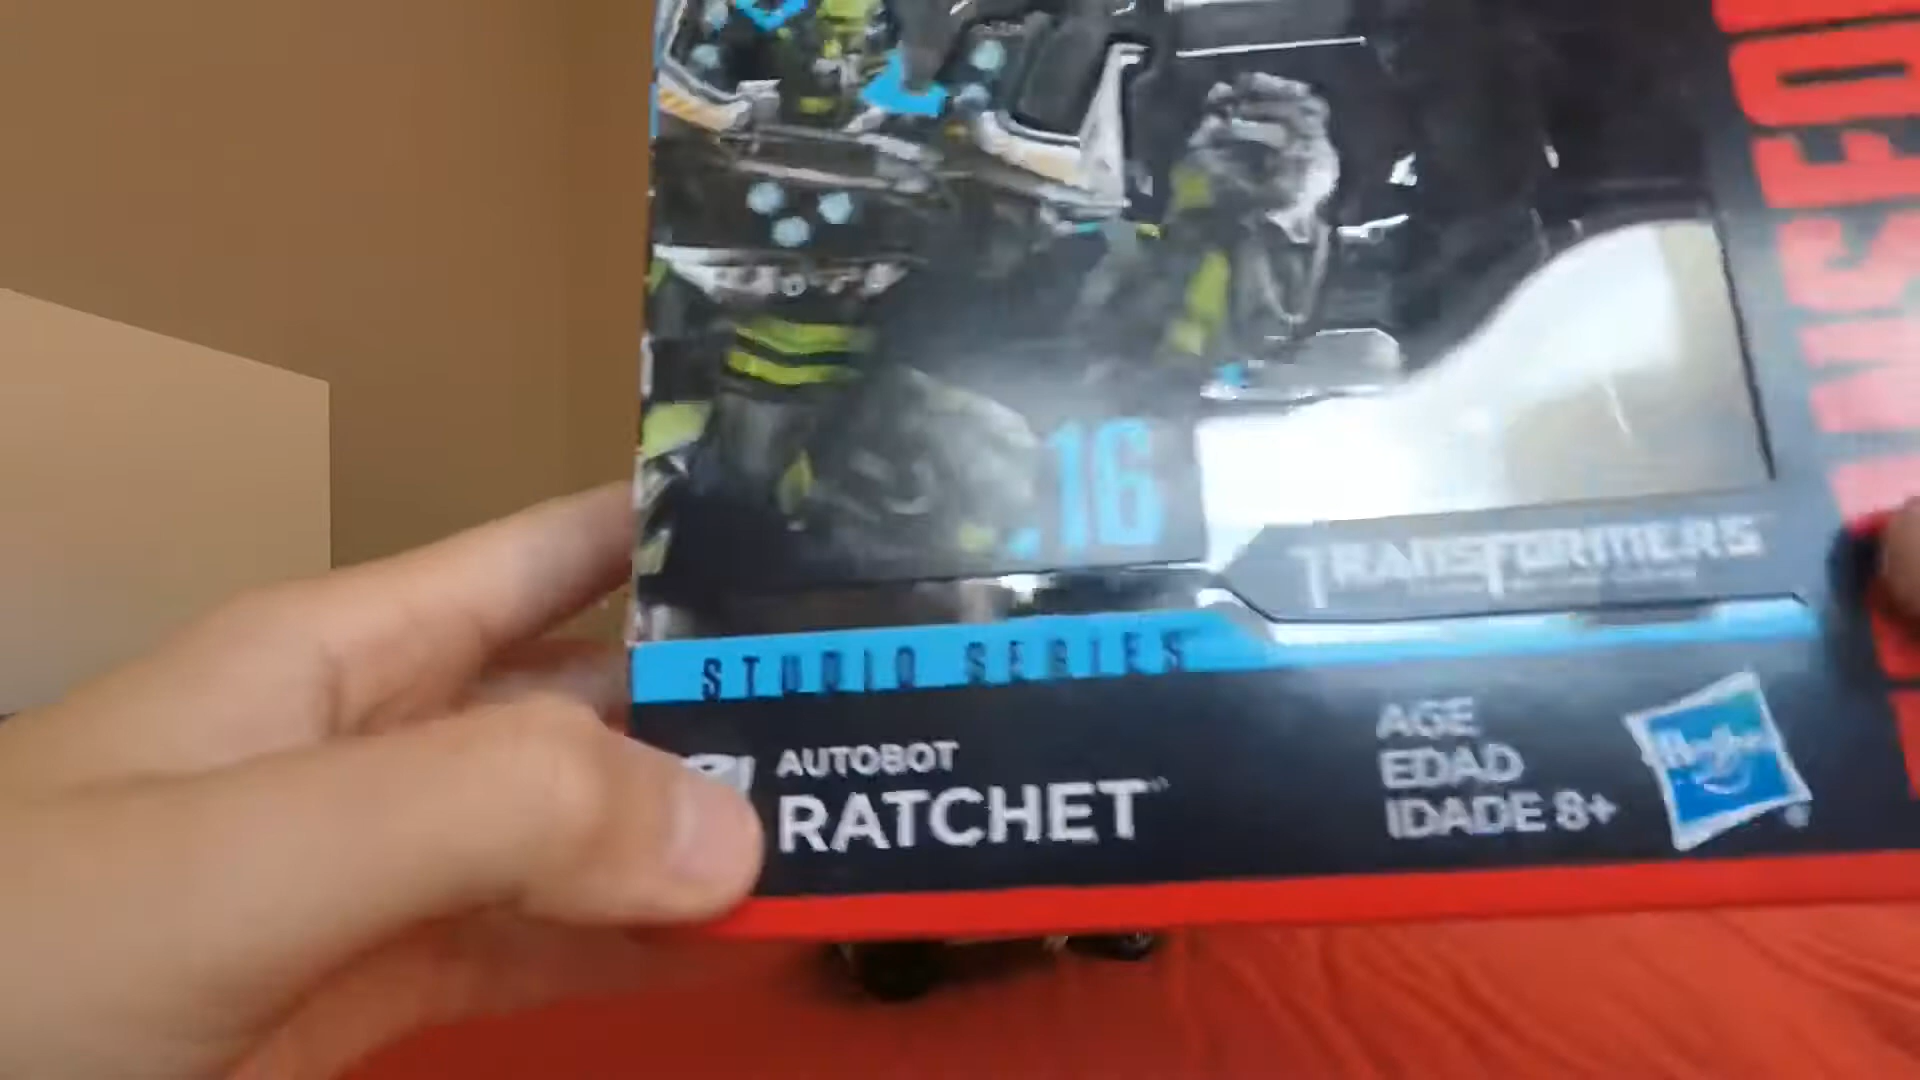 .16
TRANSFORMERS
STUDIO SERIES
AUTOBOT
RATCHET
AGE
EDAD
IDADE 8+
Hasbro